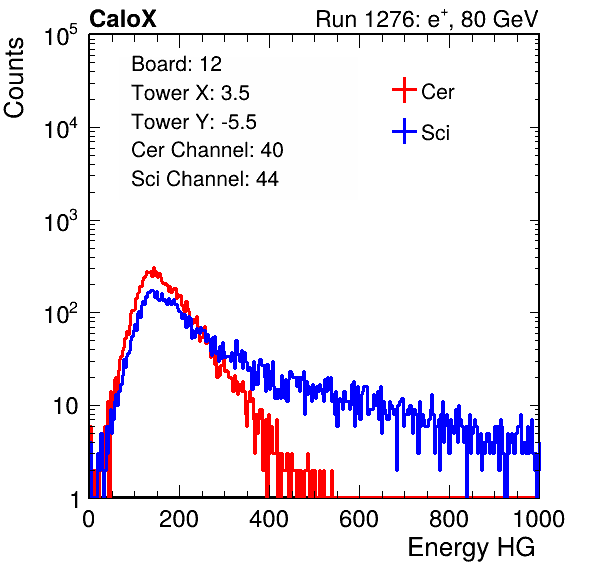 CaloX Run 1276: e⁺, 80 GeV
Counts
Board: 12
Tower X: 3.5
Tower Y: -5.5
Cer Channel: 40
Sci Channel: 44
Cer
Sci
10⁵
10⁴
10³
10²
10
1
0 200 400 600 800 1000
Energy HG